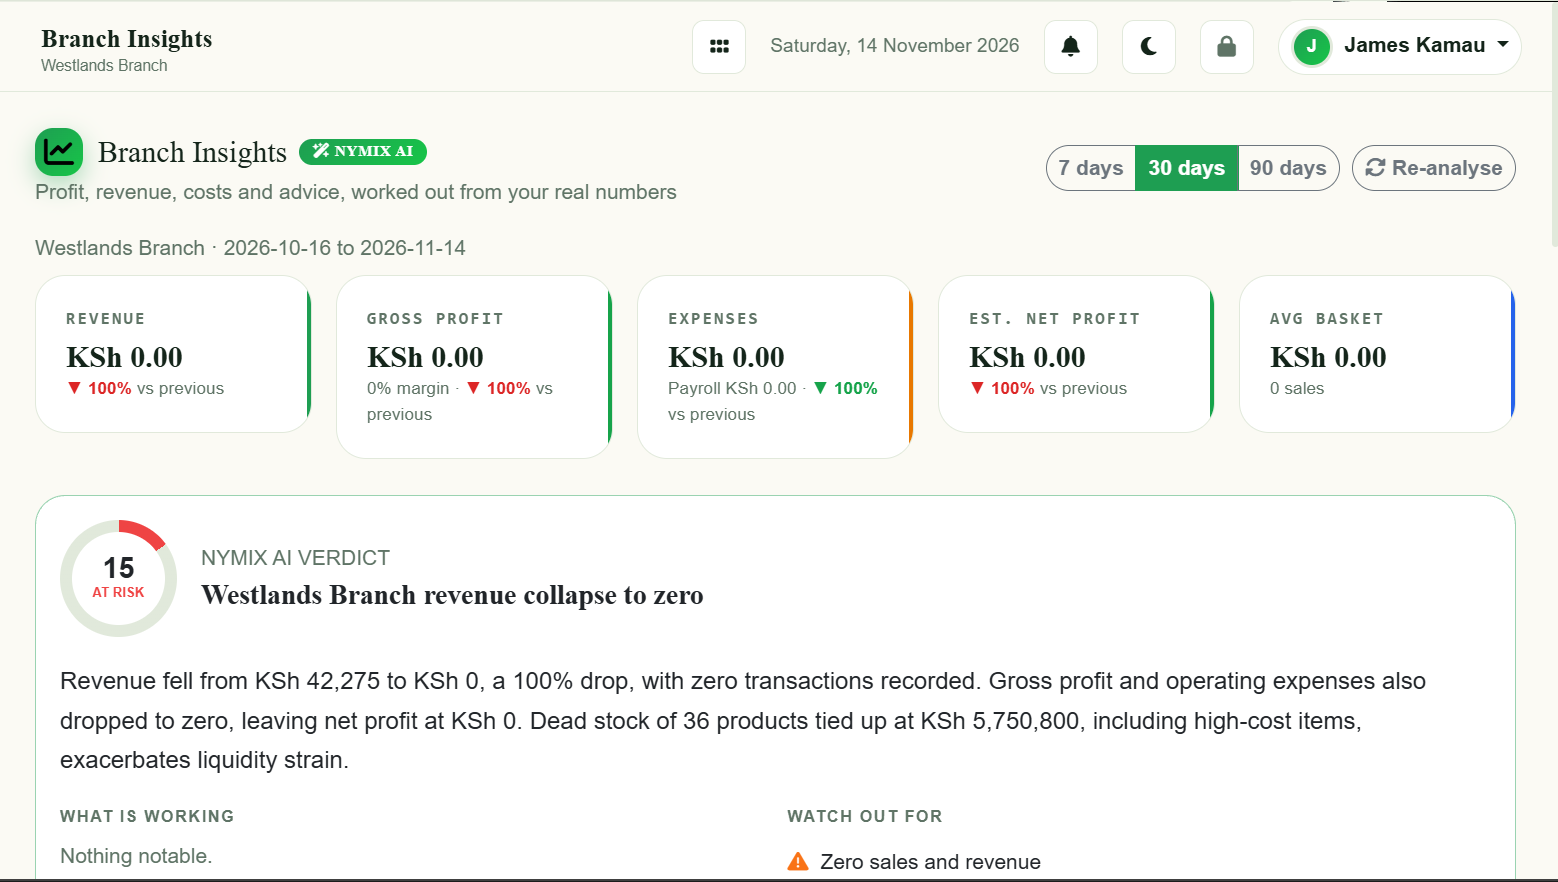 Branch Insights
Westlands Branch
Saturday, 14 November 2026
J
James Kamau
Branch Insights
NYMIX AI
Profit, revenue, costs and advice, worked out from your real numbers
7 days
30 days
90 days
Re-analyse
Westlands Branch · 2026-10-16 to 2026-11-14
REVENUE
KSh 0.00
▼ 100% vs previous
GROSS PROFIT
KSh 0.00
0% margin · ▼ 100% vs
previous
EXPENSES
KSh 0.00
Payroll KSh 0.00 · ▼ 100%
vs previous
EST. NET PROFIT
KSh 0.00
▼ 100% vs previous
AVG BASKET
KSh 0.00
0 sales
15
AT RISK
NYMIX AI VERDICT
Westlands Branch revenue collapse to zero
Revenue fell from KSh 42,275 to KSh 0, a 100% drop, with zero transactions recorded. Gross profit and operating expenses also
dropped to zero, leaving net profit at KSh 0. Dead stock of 36 products tied up at KSh 5,750,800, including high-cost items,
exacerbates liquidity strain.
WHAT IS WORKING
Nothing notable.
WATCH OUT FOR
Zero sales and revenue